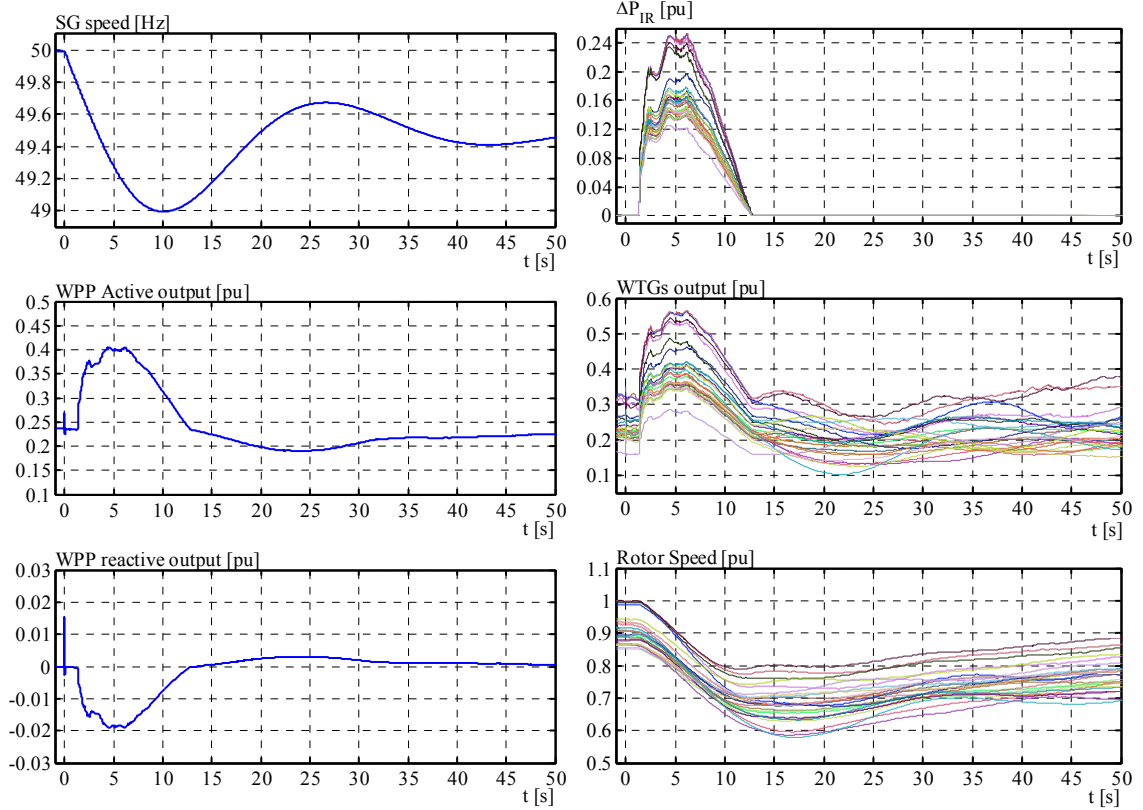 SG speed [Hz]
50
49.8
49.6
49.4
49.2
49
0 5 10 15 20 25 30 35 40 45 50
t [s]
ΔP_IR [pu]
0.24
0.2
0.16
0.12
0.08
0.04
0
0 5 10 15 20 25 30 35 40 45 50
t [s]
WPP Active output [pu]
0.5
0.45
0.4
0.35
0.3
0.25
0.2
0.15
0.1
0 5 10 15 20 25 30 35 40 45 50
t [s]
WTGs output [pu]
0.6
0.5
0.4
0.3
0.2
0.1
0 5 10 15 20 25 30 35 40 45 50
t [s]
WPP reactive output [pu]
0.03
0.02
0.01
0
-0.01
-0.02
-0.03
0 5 10 15 20 25 30 35 40 45 50
t [s]
Rotor Speed [pu]
1.1
1
0.9
0.8
0.7
0.6
0.5
0 5 10 15 20 25 30 35 40 45 50
t [s]